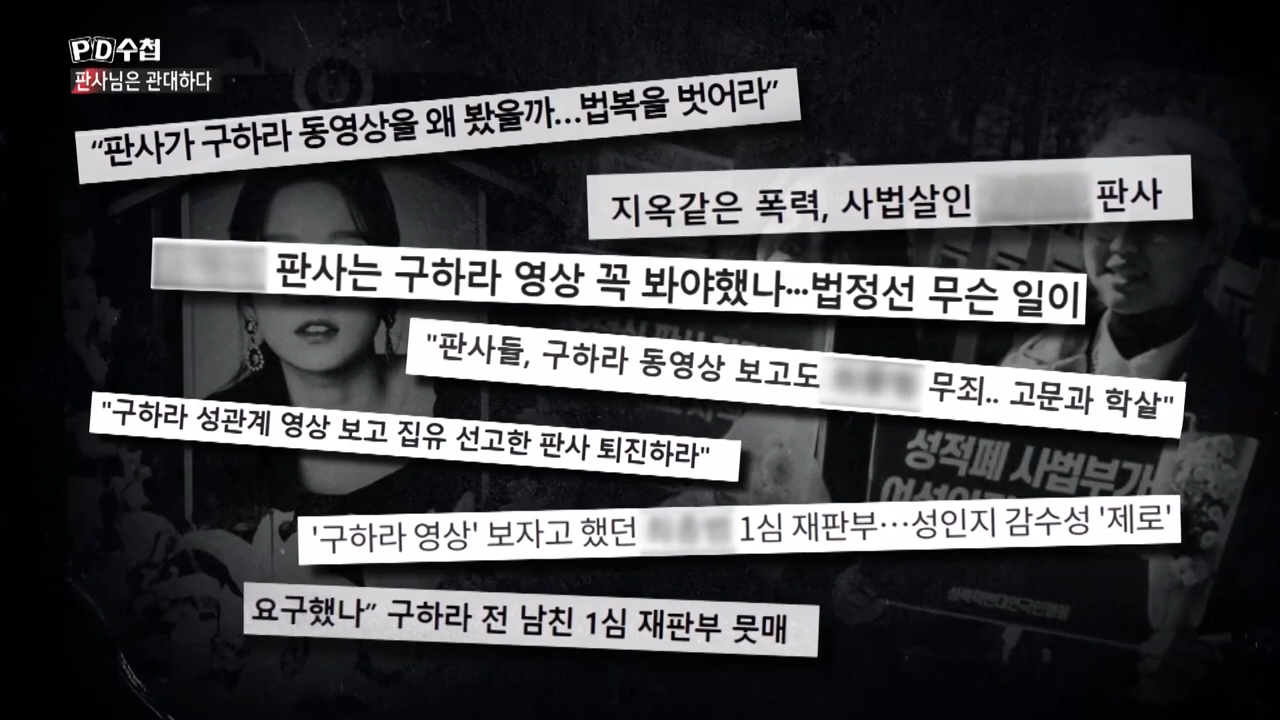 PD수첩
판사님은 관대하다
“판사가 구하라 동영상을 왜 봤을까…법복을 벗어라”
지옥같은 폭력, 사법살인 판사
판사는 구하라 영상 꼭 봐야했나…법정선 무슨 일이
"판사들, 구하라 동영상 보고도 무죄.. 고문과 학살"
"구하라 성관계 영상 보고 집유 선고한 판사 퇴진하라"
성적폐 사법부가
'구하라 영상' 보자고 했던 1심 재판부…성인지 감수성 '제로'
요구했나” 구하라 전 남친 1심 재판부 뭇매